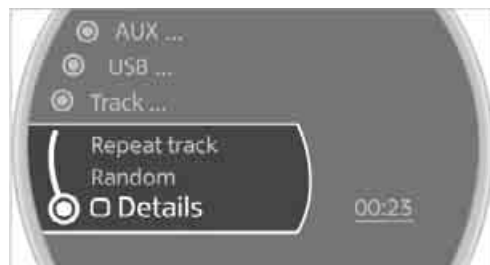 AUX ...
USB ...
Track ...
Repeat track
Random
Details
00:23